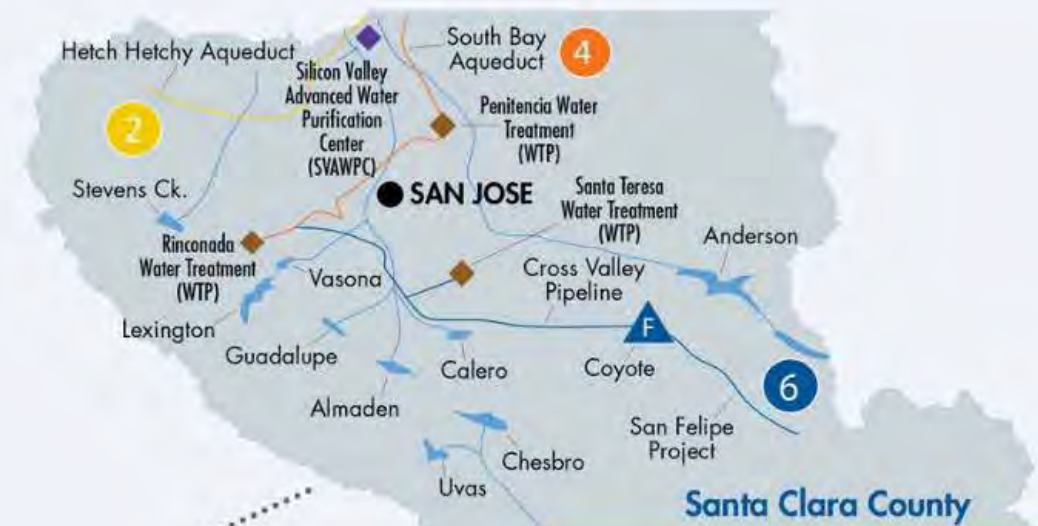 Hetch Hetchy Aqueduct
Silicon Valley
Advanced Water
Purification
Center
(SVAWPC)
South Bay
Aqueduct
4
2
Penitencia Water
Treatment
(WTP)
Stevens Ck.
SAN JOSE
Santa Teresa
Water Treatment
(WTP)
Rinconada
Water Treatment
(WTP)
Anderson
Vasona
Cross Valley
Pipeline
Lexington
F
Guadalupe
Calero
Coyote
6
Almaden
San Felipe
Project
Chesbro
Uvas
Santa Clara County